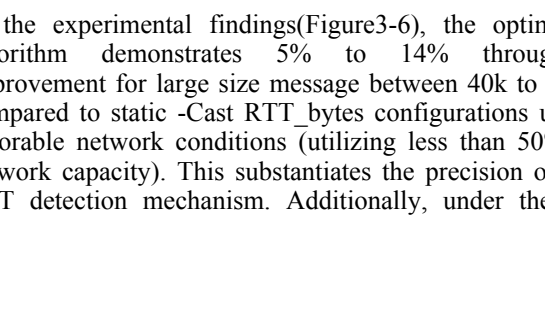 the experimental findings(Figure3-6), the optim
orithm demonstrates 5% to 14% throug
provement for large size message between 40k to
mpared to static -Cast RTT_bytes configurations u
orable network conditions (utilizing less than 50
work capacity). This substantiates the precision o
T detection mechanism. Additionally, under the